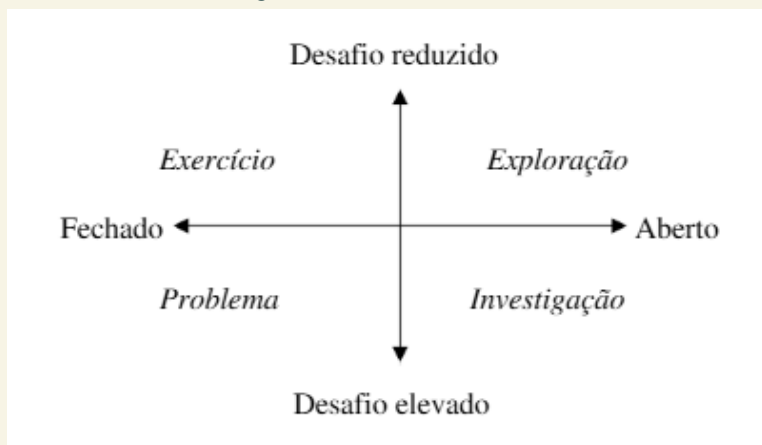 Desafio reduzido
Exercício Exploração
Fechado Aberto
Problema Investigação
Desafio elevado